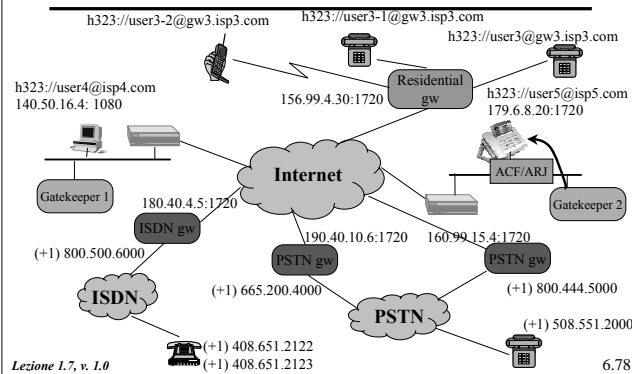 h323://user3-2@gw3.isp3.com
h323://user3-1@gw3.isp3.com
h323://user3@gw3.isp3.com
h323://user4@isp4.com
140.50.16.4: 1080
156.99.4.30:1720
Residential
gw
h323://user5@isp5.com
179.6.8.20:1720
Internet
ACF/ARJ
Gatekeeper 1
Gatekeeper 2
180.40.4.5:1720
ISDN gw
190.40.10.6:1720
160.99.15.4:1720
(+1) 800.500.6000
PSTN gw
PSTN gw
(+1) 665.200.4000
(+1) 800.444.5000
ISDN
PSTN
(+1) 508.551.2000
(+1) 408.651.2122
(+1) 408.651.2123
Lezione 1.7, v. 1.0
6.78